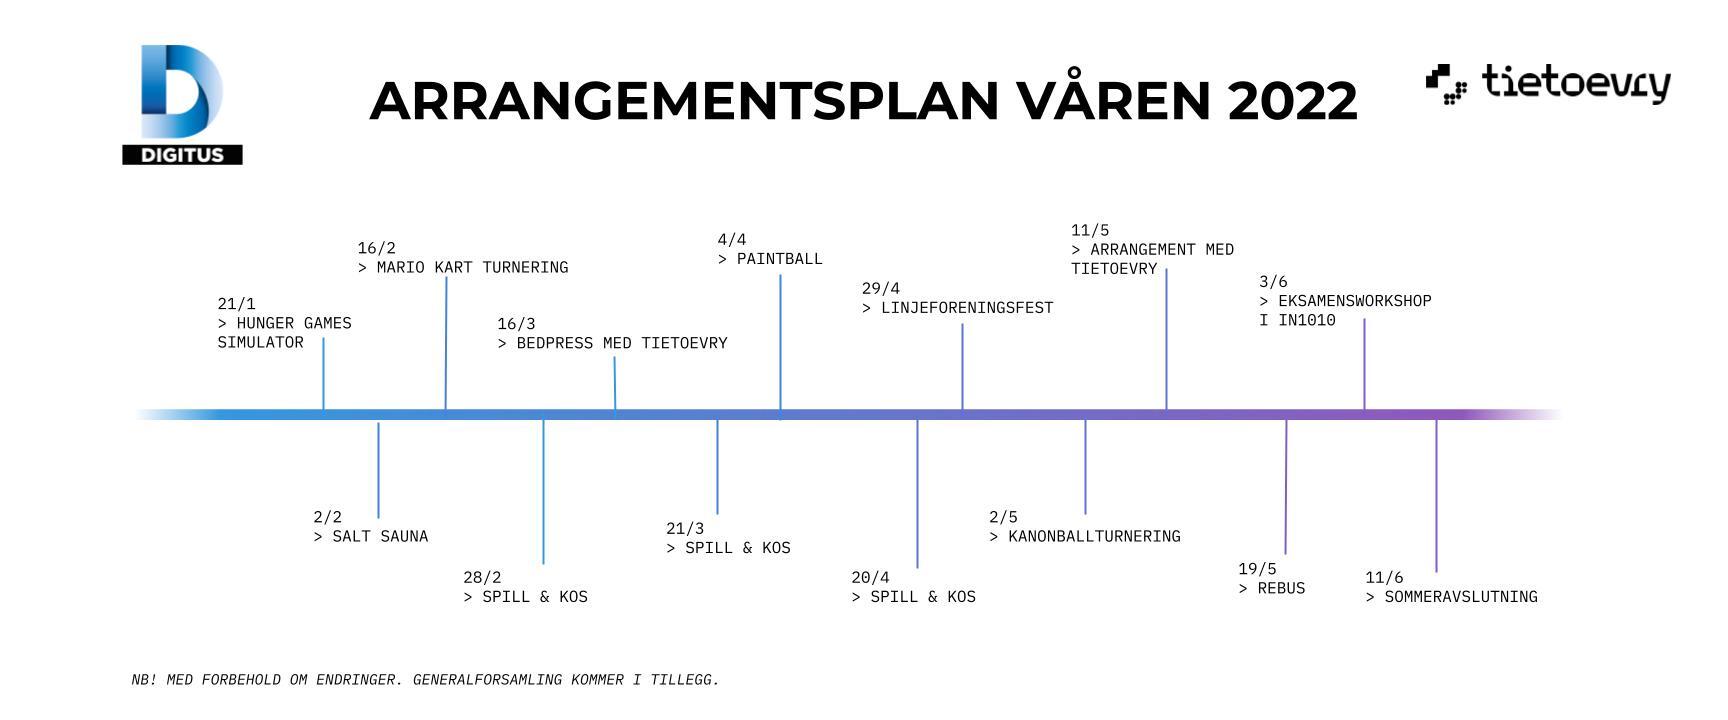 DIGITUS
ARRANGEMENTSPLAN VÅREN 2022
tietoevry
21/1
> HUNGER GAMES
SIMULATOR
2/2
> SALT SAUNA
16/2
> MARIO KART TURNERING
28/2
> SPILL & KOS
16/3
> BEDPRESS MED TIETOEVRY
21/3
> SPILL & KOS
4/4
> PAINTBALL
20/4
> SPILL & KOS
29/4
> LINJEFORENINGSFEST
2/5
> KANONBALLTURNERING
11/5
> ARRANGEMENT MED
TIETOEVRY
19/5
> REBUS
3/6
> EKSAMENSWORKSHOP
I IN1010
11/6
> SOMMERAVSLUTNING
NB! MED FORBEHOLD OM ENDRINGER. GENERALFORSAMLING KOMMER I TILLEGG.